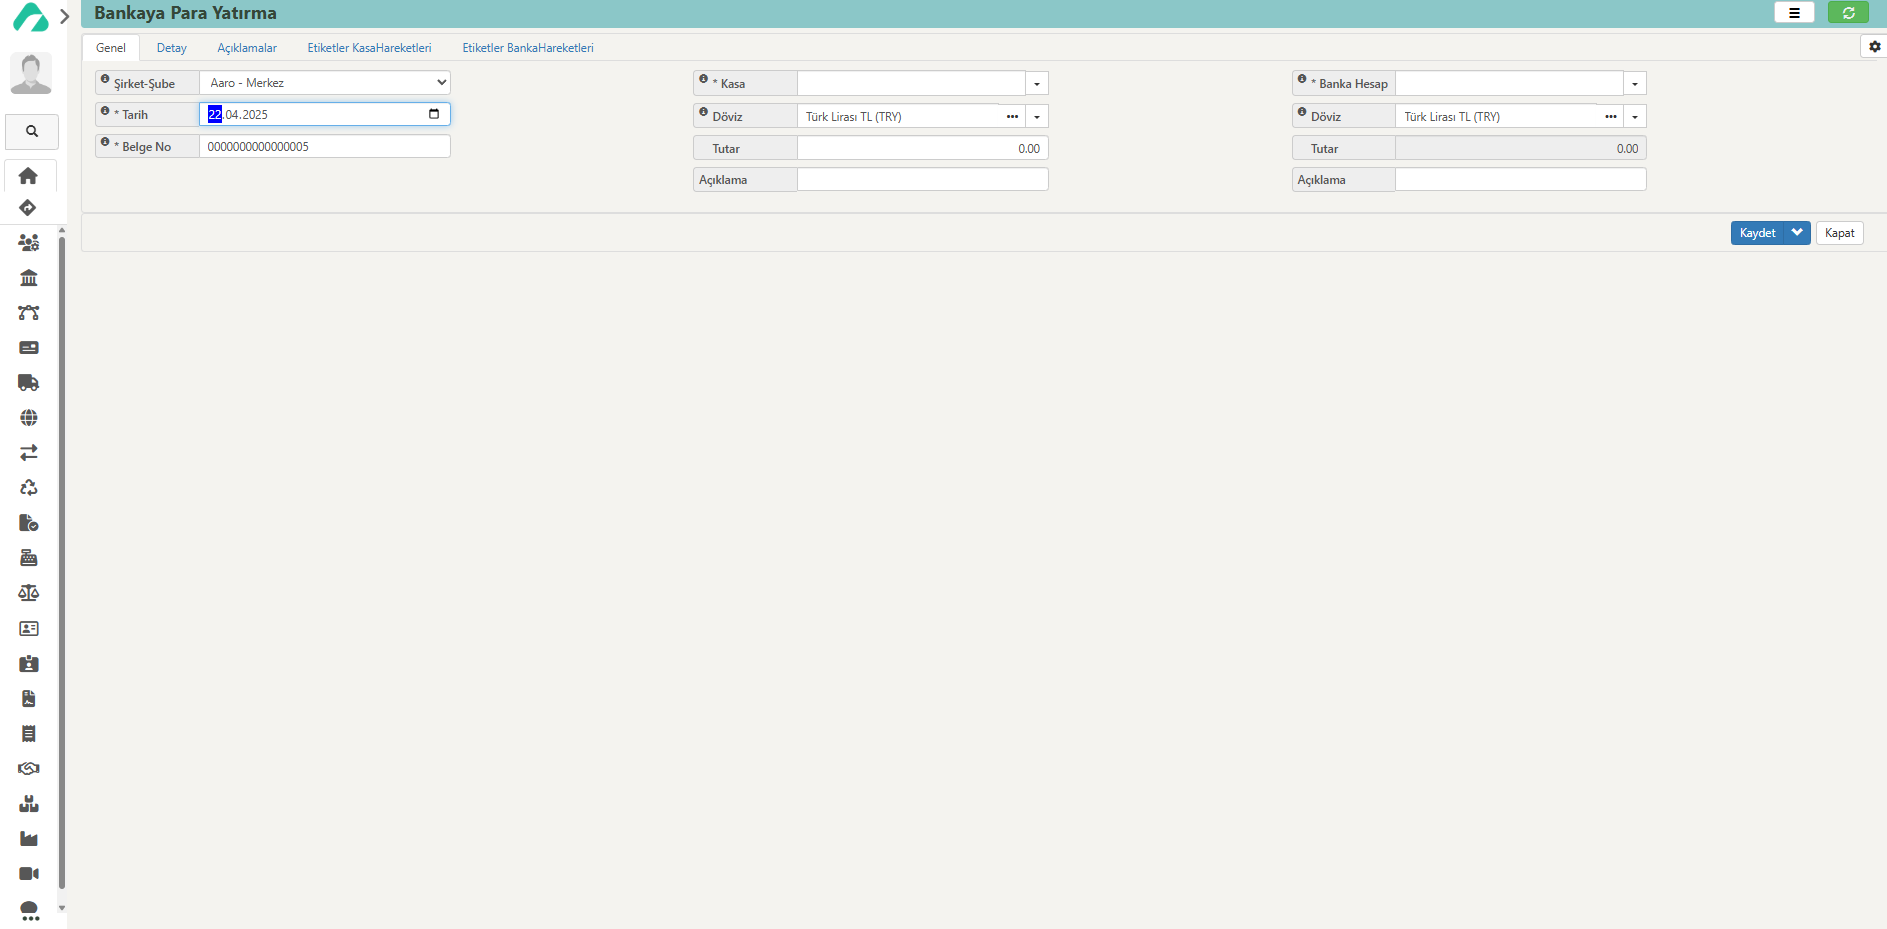 Bankaya Para Yatırma
Genel Detay Açıklamalar Etiketler KasaHareketleri Etiketler BankaHareketleri
Şirket-Şube Aaro - Merkez
* Tarih 22.04.2025
* Belge No 0000000000000005
* Kasa
Döviz Türk Lirası TL (TRY)
Tutar 0.00
Açıklama
* Banka Hesap
Döviz Türk Lirası TL (TRY)
Tutar 0.00
Açıklama
Kaydet Kapat